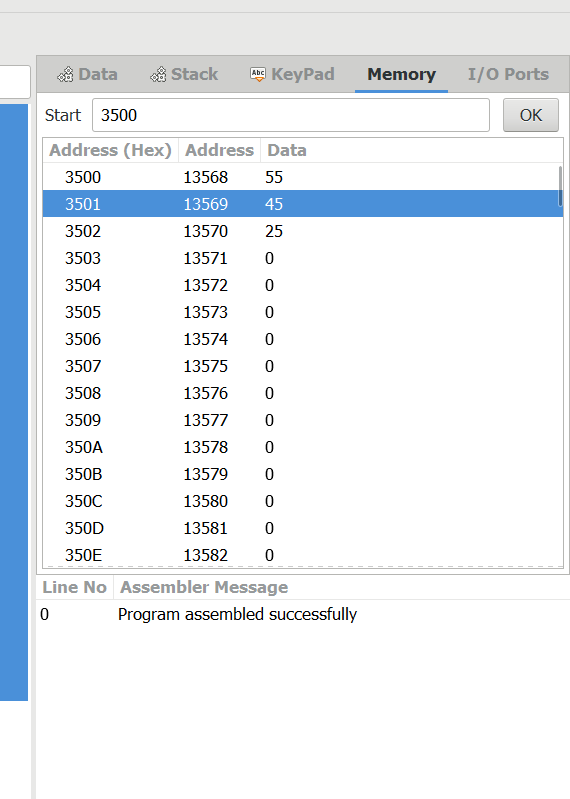 Data Stack Abc KeyPad Memory I/O Ports
Start 3500 OK
Address (Hex) Address Data
3500 13568 55
3501 13569 45
3502 13570 25
3503 13571 0
3504 13572 0
3505 13573 0
3506 13574 0
3507 13575 0
3508 13576 0
3509 13577 0
350A 13578 0
350B 13579 0
350C 13580 0
350D 13581 0
350E 13582 0
Line No Assembler Message
0 Program assembled successfully